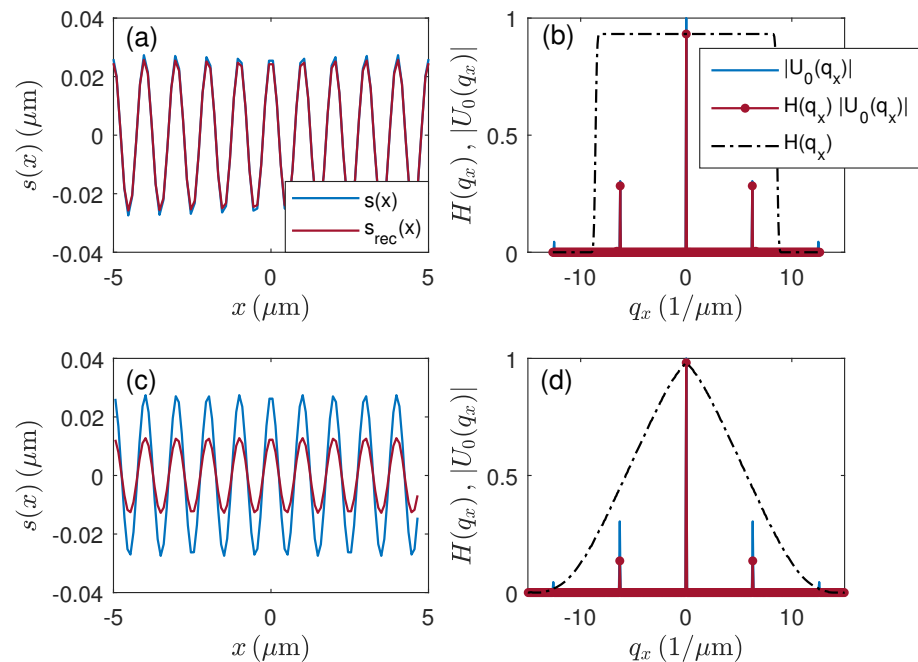 (a)
0.04
0.02
0
-0.02
-0.04
s(x) (μm)
-5
0
5
x (μm)
s(x)
s_rec(x)
(b)
1
0.5
0
H(q_x) , |U_0(q_x)|
-10
0
10
q_x (1/μm)
|U_0(q_x)|
H(q_x) |U_0(q_x)|
H(q_x)
(c)
0.04
0.02
0
-0.02
-0.04
s(x) (μm)
-5
0
5
x (μm)
(d)
1
0.5
0
H(q_x) , |U_0(q_x)|
-10
0
10
q_x (1/μm)